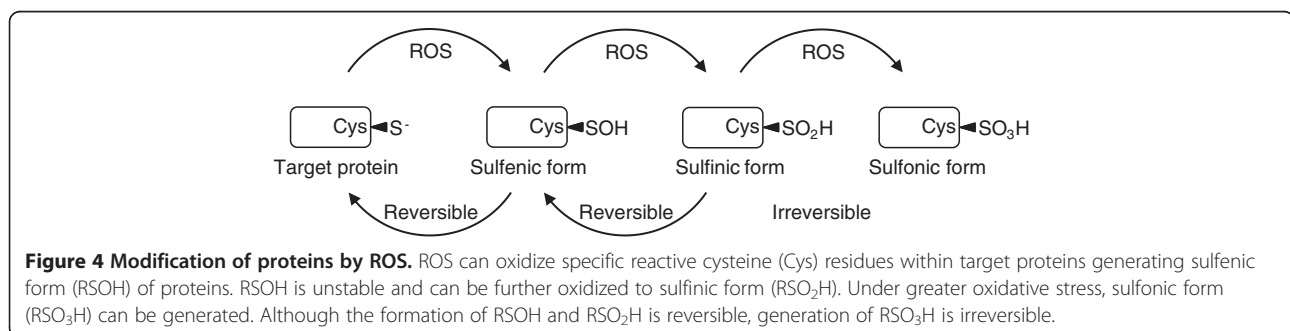 ROS ROS ROS
Cys S- Cys SOH Cys SO2H Cys SO3H
Target protein Sulfenic form Sulfinic form Sulfonic form
Reversible Reversible Irreversible
Figure 4 Modification of proteins by ROS. ROS can oxidize specific reactive cysteine (Cys) residues within target proteins generating sulfenic
form (RSOH) of proteins. RSOH is unstable and can be further oxidized to sulfinic form (RSO2H). Under greater oxidative stress, sulfonic form
(RSO3H) can be generated. Although the formation of RSOH and RSO2H is reversible, generation of RSO3H is irreversible.